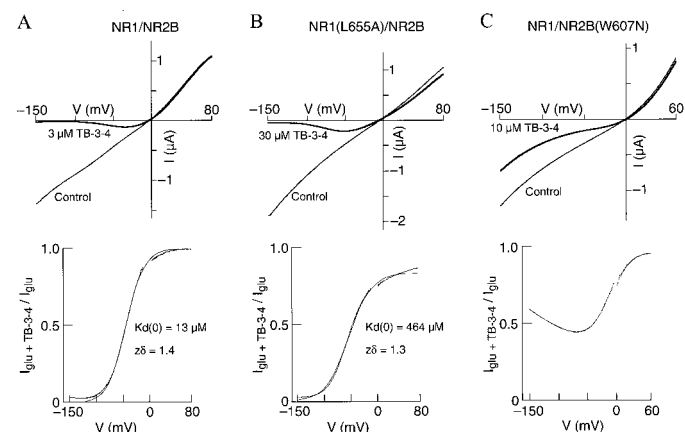 A NR1/NR2B
1
−150 V (mV) 80
3 µM TB-3-4
I (µA)
Control
−1
B NR1(L655A)/NR2B
1
−150 V (mV) 80
30 µM TB-3-4
I (µA)
−1
Control
−2
C NR1/NR2B(W607N)
1
−150 V (mV) 60
10 µM TB-3-4
I (µA)
Control
−1
Iglu + TB-3-4 / Iglu
1.0
0.5
0
Kd(0) = 13 µM
zδ = 1.4
−150 0 80
V (mV)
Iglu + TB-3-4 / Iglu
1.0
0.5
0
Kd(0) = 464 µM
zδ = 1.3
−150 0 80
V (mV)
Iglu + TB-3-4 / Iglu
1.0
0.5
0
−150 0 60
V (mV)